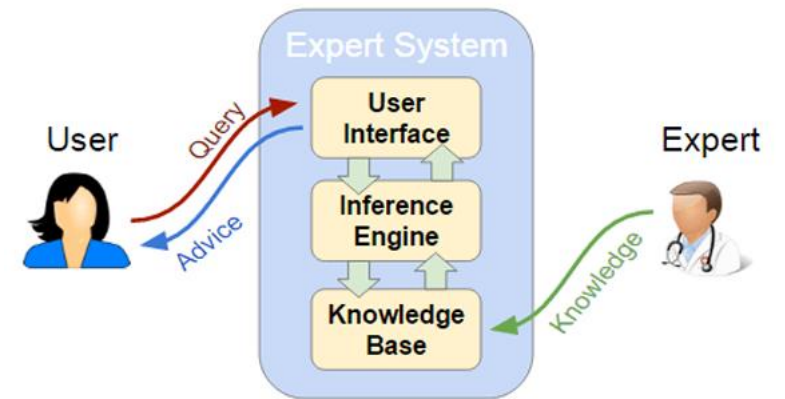 Expert System
User
Interface
Query
User
Expert
Advice
Inference
Engine
Knowledge
Knowledge
Base